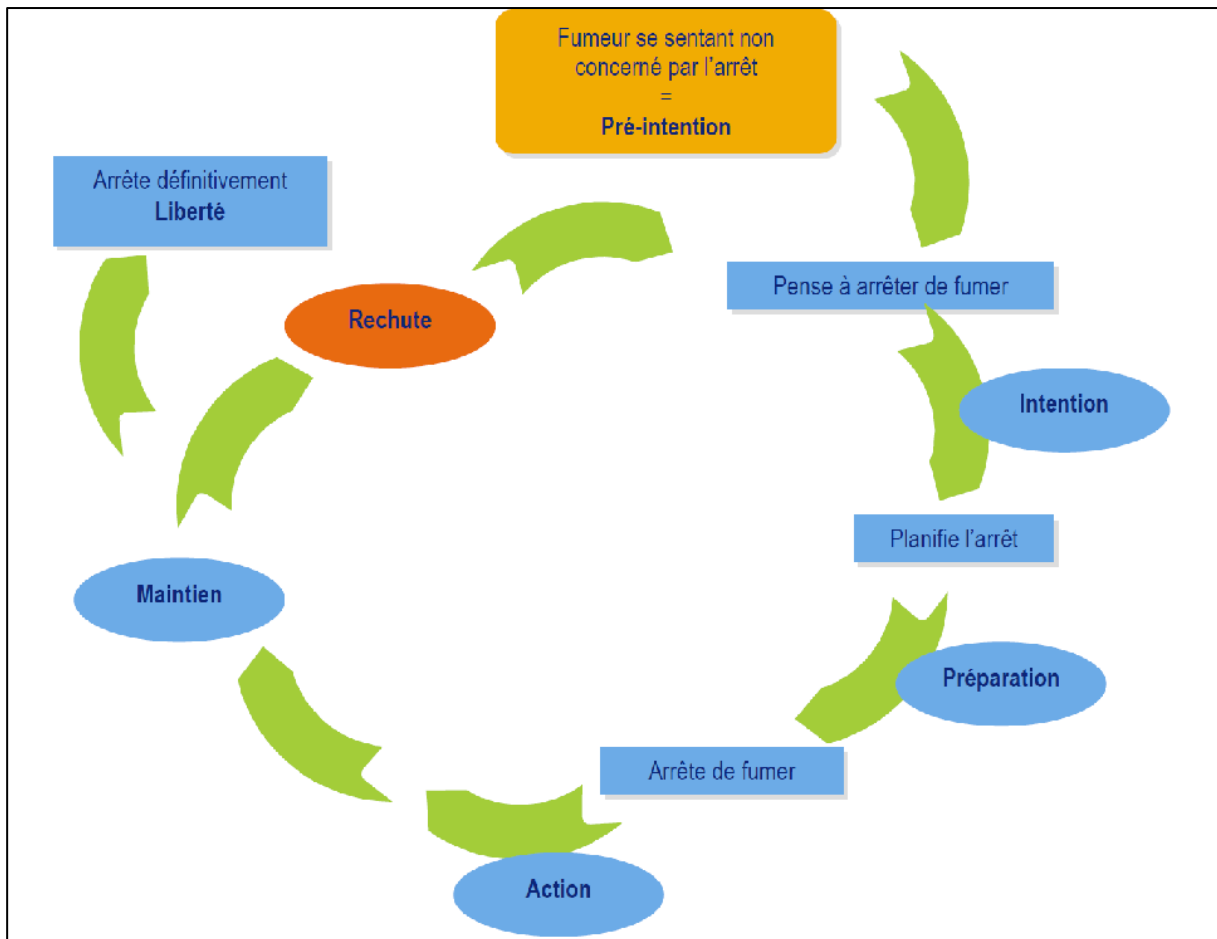 Fumeur se sentant non
concerné par l'arrêt
=
Pré-intention
Arrête définitivement
Liberté
Pense à arrêter de fumer
Rechute
Intention
Planifie l'arrêt
Maintien
Préparation
Arrête de fumer
Action